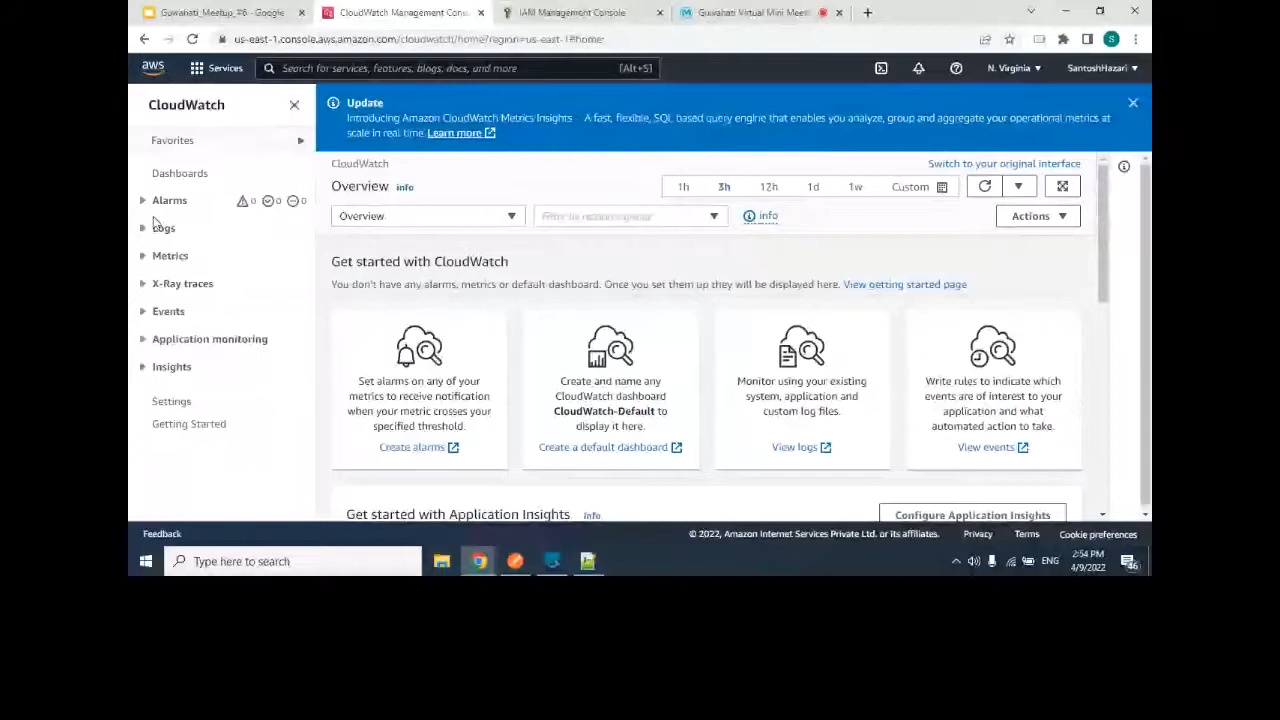 Guwahati_Meetup_#6 - Google
CloudWatch Management Cons
IAM Management Console
Guwahati Virtual Mini Meet
us-east-1.console.aws.amazon.com/cloudwatch/home?region=us-east-1#home:
aws
Services
Search for services, features, blogs, docs, and more
[Alt+S]
N. Virginia
SantoshHazari
S
CloudWatch
Favorites
Dashboards
Alarms
0
0
0
Logs
Metrics
X-Ray traces
Events
Application monitoring
Insights
Settings
Getting Started
Update
Introducing Amazon CloudWatch Metrics Insights A fast, flexible, SQL based query engine that enables you analyze, group and aggregate your operational metrics at
scale in real time. Learn more
CloudWatch
Switch to your original interface
Overview
Info
1h
3h
12h
1d
1w
Custom
Overview
Filter by resource group
info
Actions
Get started with CloudWatch
You don't have any alarms, metrics or default dashboard. Once you set them up they will be displayed here. View getting started page
Set alarms on any of your
metrics to receive notification
when your metric crosses your
specified threshold.
Create alarms
Create and name any
CloudWatch dashboard
CloudWatch-Default to
display it here.
Create a default dashboard
Monitor using your existing
system, application and
custom log files.
View logs
Write rules to indicate which
events are of interest to your
application and what
automated action to take.
View events
Get started with Application Insights
Info
Configure Application Insights
Feedback
© 2022, Amazon Internet Services Private Ltd. or its affiliates.
Privacy
Terms
Cookie preferences
Type here to search
ENG
2:54 PM
4/9/2022
46